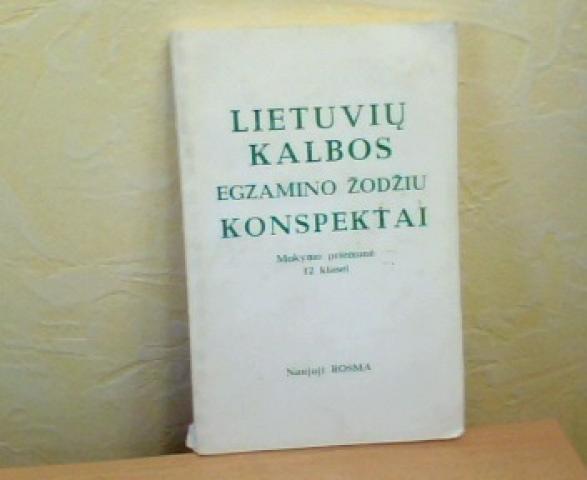 LIETUVIŲ
KALBOS
EGZAMINO ŽODŽIU
KONSPEKTAI
Mokymo priemonė
12 klasei
Naujoji ROSMA